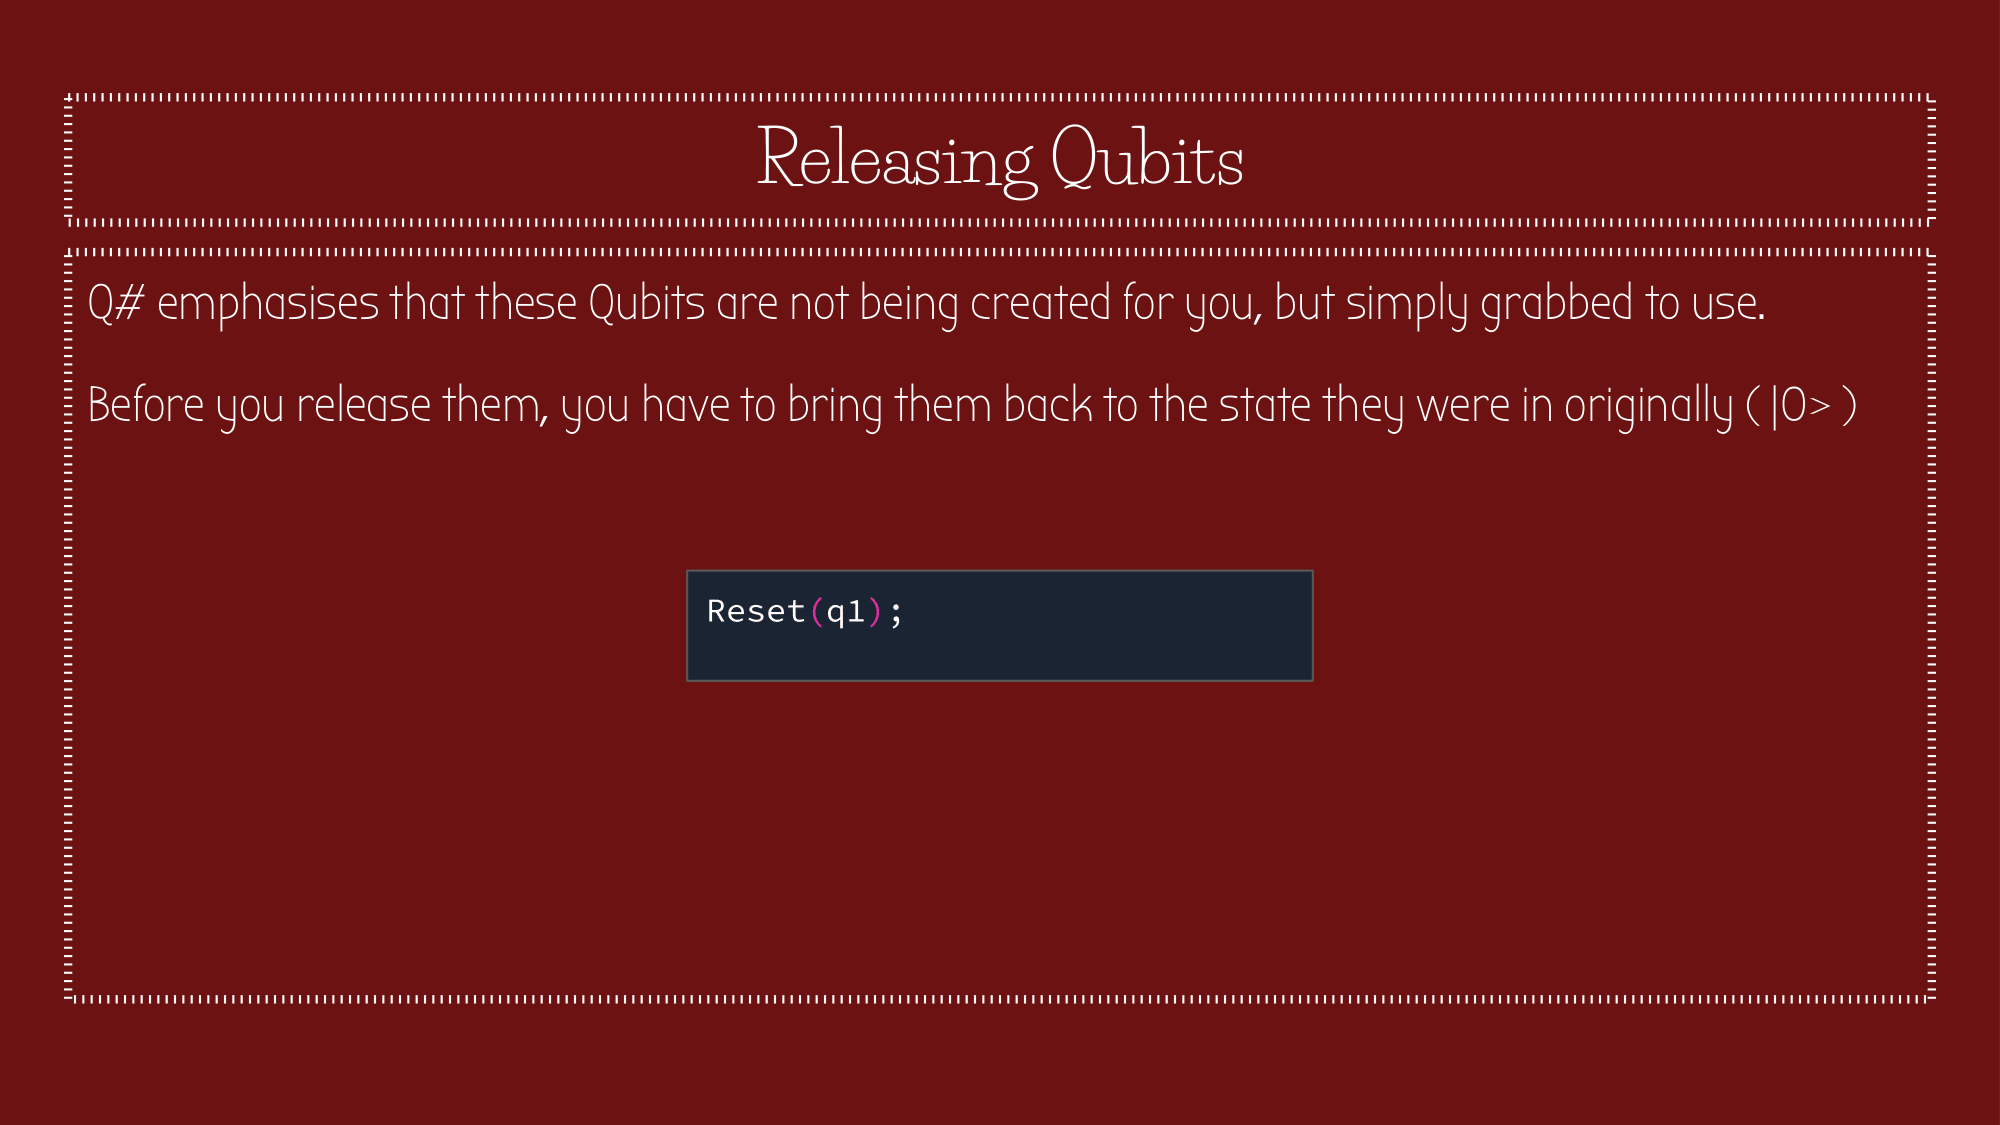 Releasing Qubits
Q# emphasises that these Qubits are not being created for you, but simply grabbed to use.
Before you release them, you have to bring them back to the state they were in originally ( |0> )
Reset(q1);